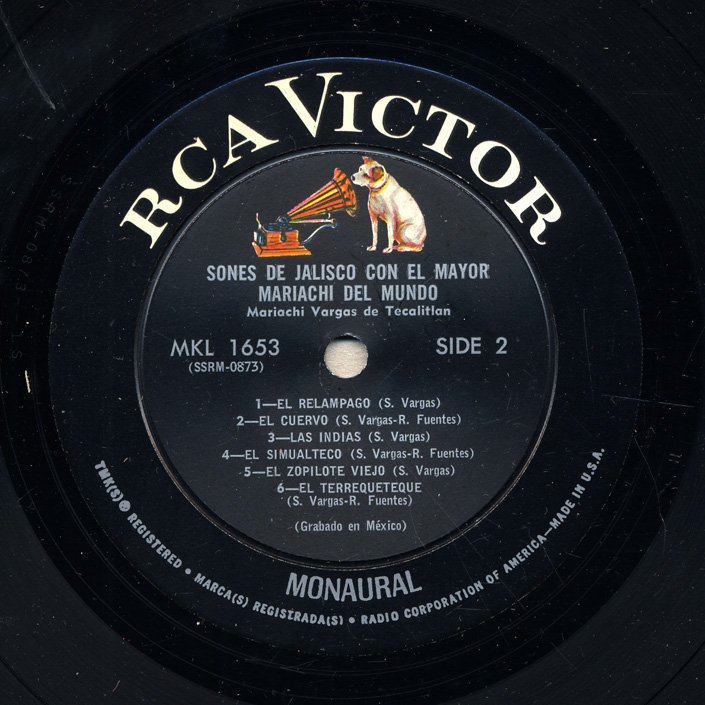 RCA VICTOR
SONES DE JALISCO CON EL MAYOR
MARIACHI DEL MUNDO
Mariachi Vargas de Tecalitlan
MKL 1653
SIDE 2
(SSRM-0873)
1—EL RELAMPAGO (S. Vargas)
2—EL CUERVO (S. Vargas-R. Fuentes)
3—LAS INDIAS (S. Vargas)
4—EL SIMUALTECO (S. Vargas-R. Fuentes)
5—EL ZOPILOTE VIEJO (S. Vargas)
6—EL TERREQUETEQUE
(S. Vargas-R. Fuentes)
(Grabado en México)
MONAURAL
TMK(S) ® REGISTERED • MARCA(S) REGISTRADA(S) • RADIO CORPORATION OF AMERICA—MADE IN U.S.A.